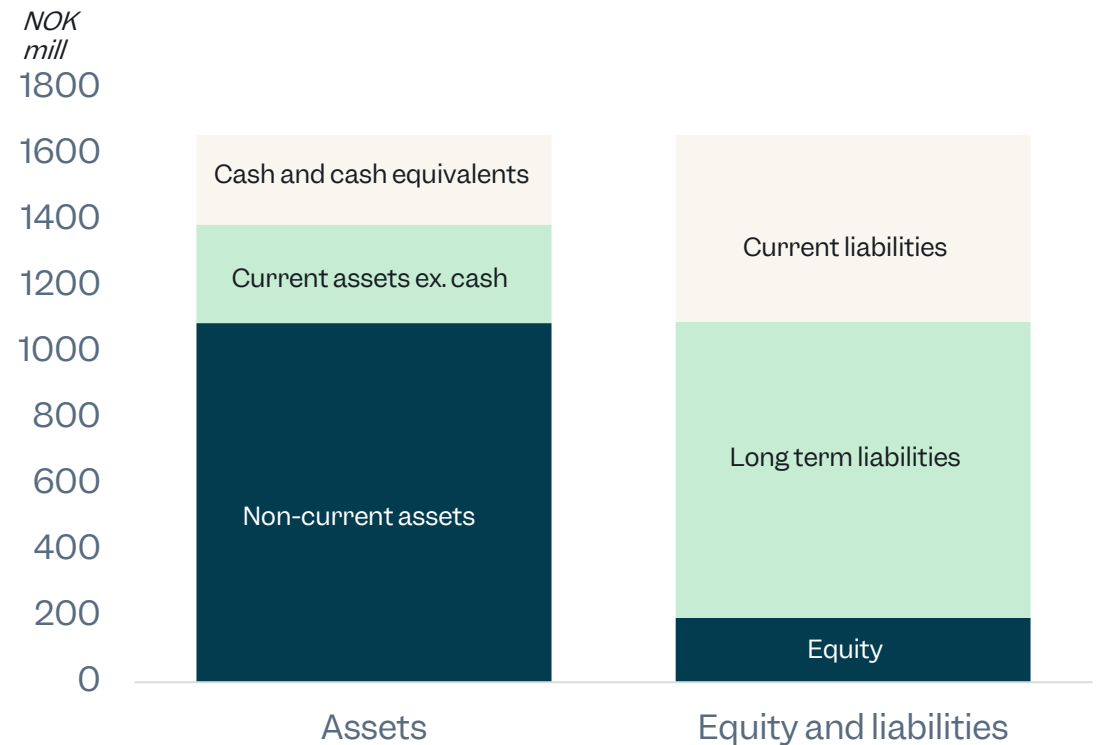 NOK
mill
1800
1600
1400
1200
1000
800
600
400
200
0
Cash and cash equivalents
Current assets ex. cash
Non-current assets
Current liabilities
Long term liabilities
Equity
Assets
Equity and liabilities